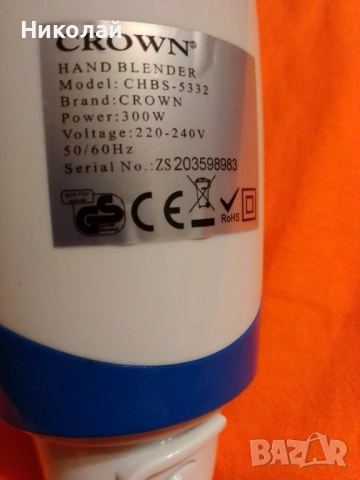 Николай
CROWN®
HAND BLENDER
Model: CHBS-5332
Brand: CROWN
Power: 300W
Voltage: 220-240V
50/60Hz
Serial No.: ZS203598983
GS CE RoHS
BAZAR